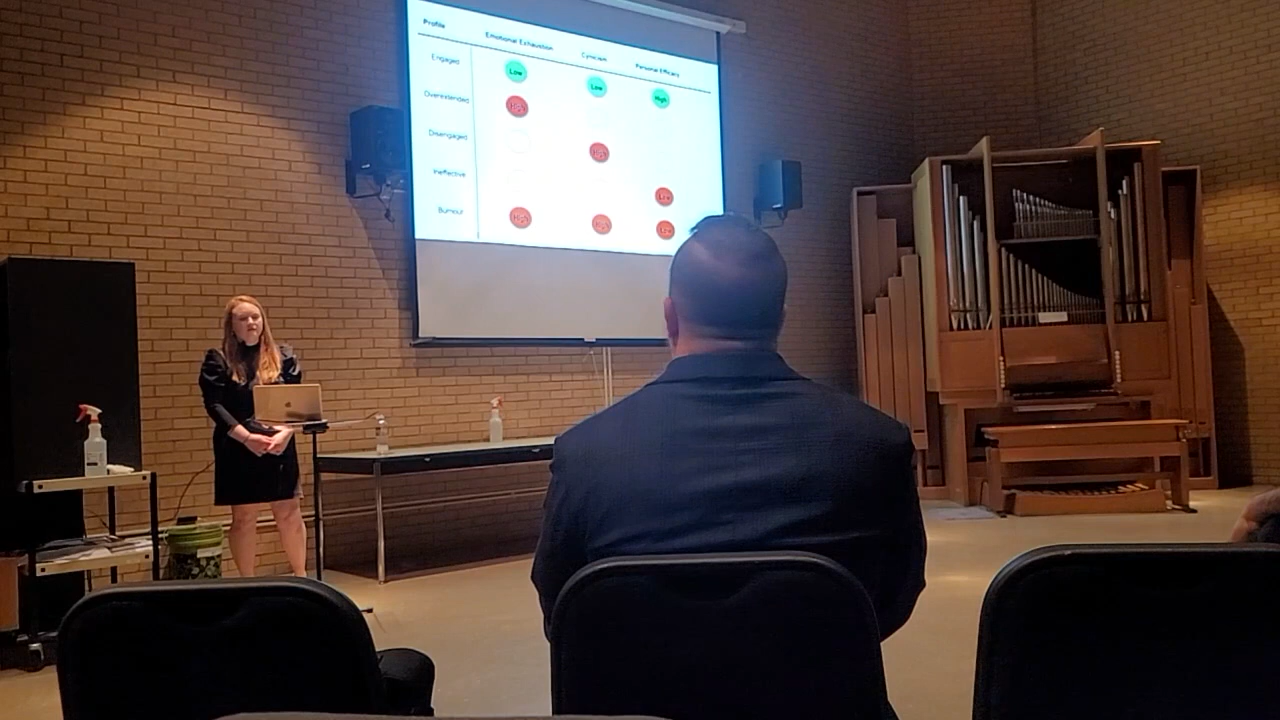 Profile Emotional Exhaustion Cynicism Personal Efficacy
Engaged Low Low High
Overextended High
Disengaged High
Ineffective Low
Burnout High High Low